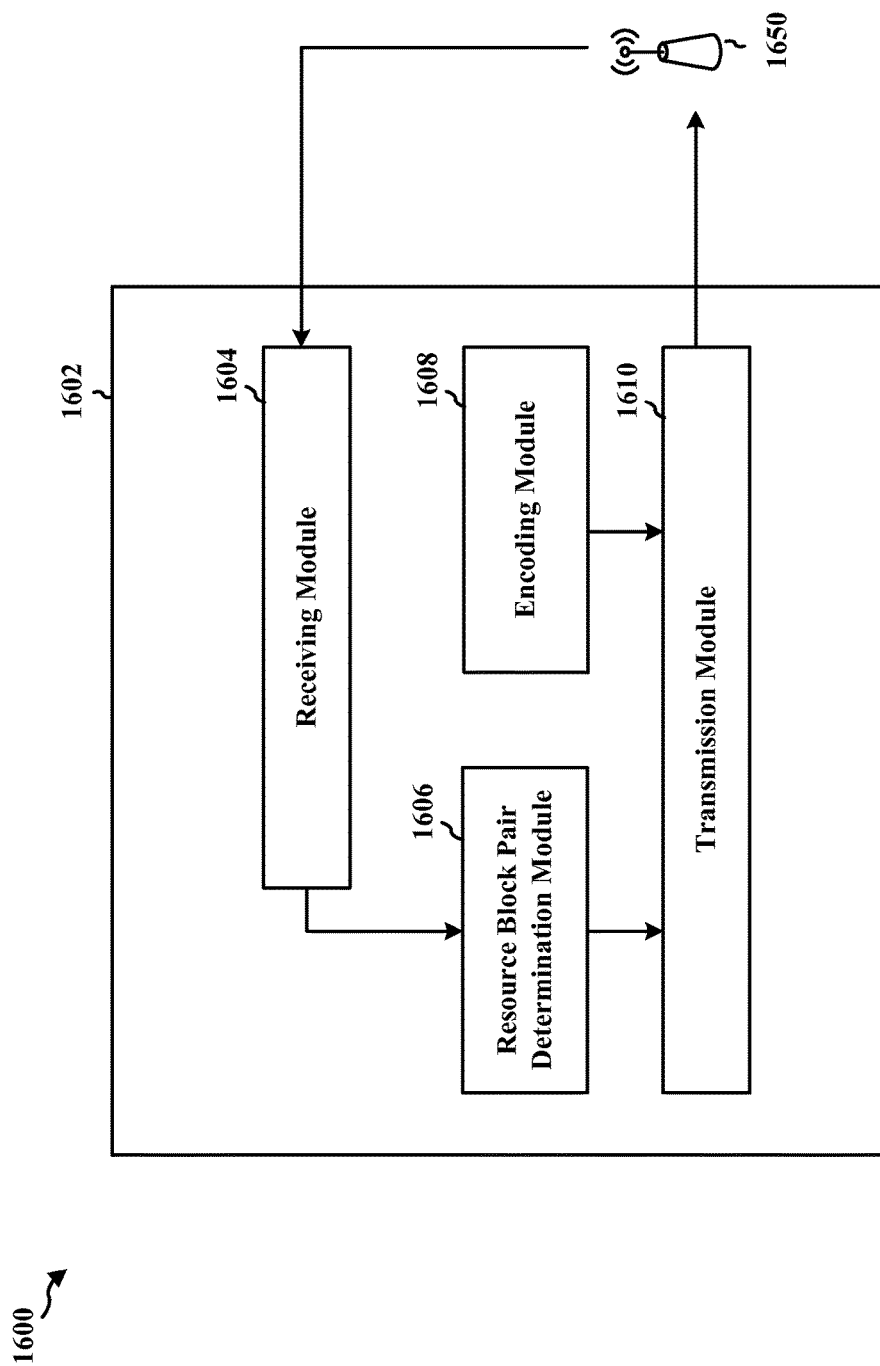 1600
1602
1604
Receiving Module
1606
Resource Block Pair
Determination Module
1608
Encoding Module
1610
Transmission Module
1650